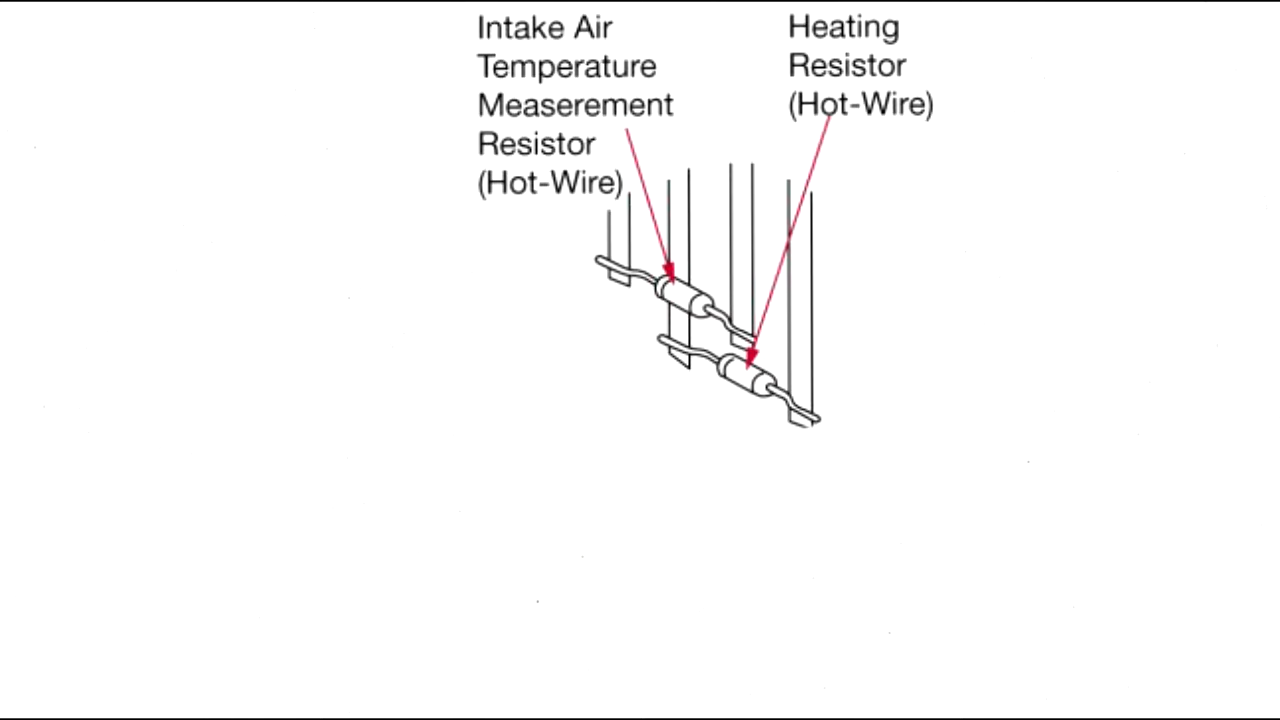 Intake Air
Temperature
Measerement
Resistor
(Hot-Wire)
Heating
Resistor
(Hot-Wire)